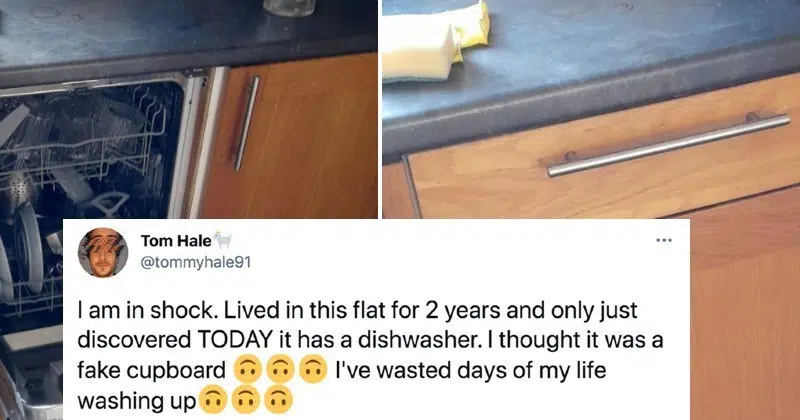 Tom Hale🐐
@tommyhale91
I am in shock. Lived in this flat for 2 years and only just
discovered TODAY it has a dishwasher. I thought it was a
fake cupboard 🙃 🙃 🙃 I've wasted days of my life
washing up🙃🙃🙃